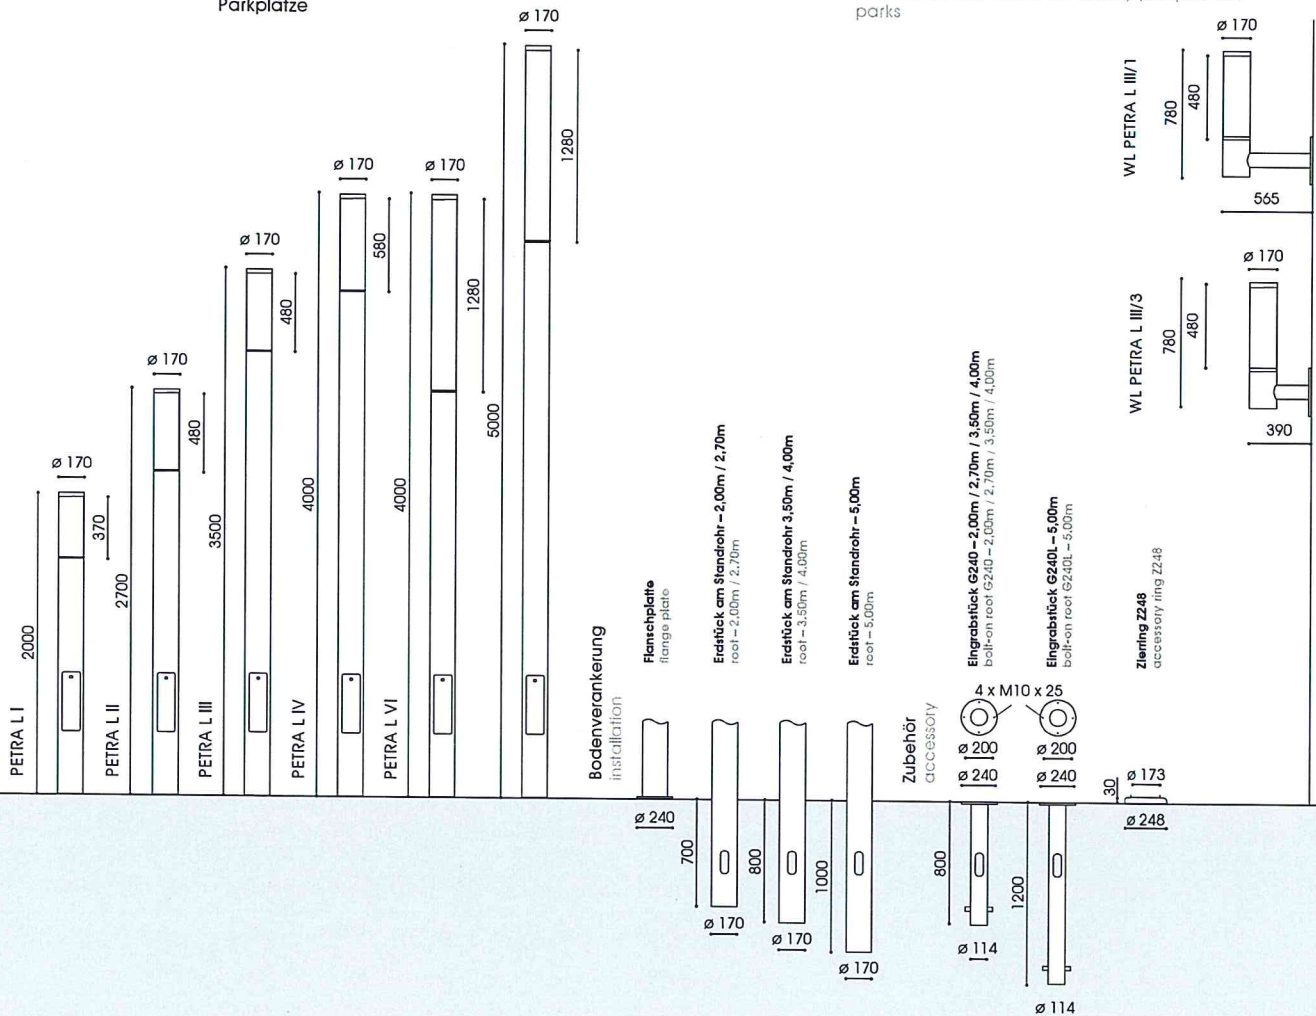 Parkplätze
parks
PETRA L I
2000
ø 170
370
PETRA L II
2700
ø 170
480
PETRA L III
3500
ø 170
480
PETRA L IV
4000
ø 170
580
PETRA L VI
4000
ø 170
1280
5000
ø 170
1280
Bodenverankerung
installation
Flanschplatte
flange plate
ø 240
Erdstück am Standrohr – 2,00m / 2,70m
root – 2.00m / 2.70m
700
ø 170
Erdstück am Standrohr 3,50m / 4,00m
root – 3.50m / 4.00m
800
ø 170
Erdstück am Standrohr – 5,00m
root – 5.00m
1000
ø 170
Zubehör
accessory
Eingrabstück G240 – 2,00m / 2,70m / 3,50m / 4,00m
bolt-on root G240 – 2,00m / 2,70m / 3,50m / 4,00m
4 x M10 x 25
ø 200
ø 240
800
ø 114
Eingrabstück G240L – 5,00m
bolt-on root G240L – 5.00m
ø 200
ø 240
1200
ø 114
Zierring Z248
accessory ring Z248
30
ø 173
ø 248
WL PETRA L III/1
780
480
ø 170
565
WL PETRA L III/3
780
480
ø 170
390